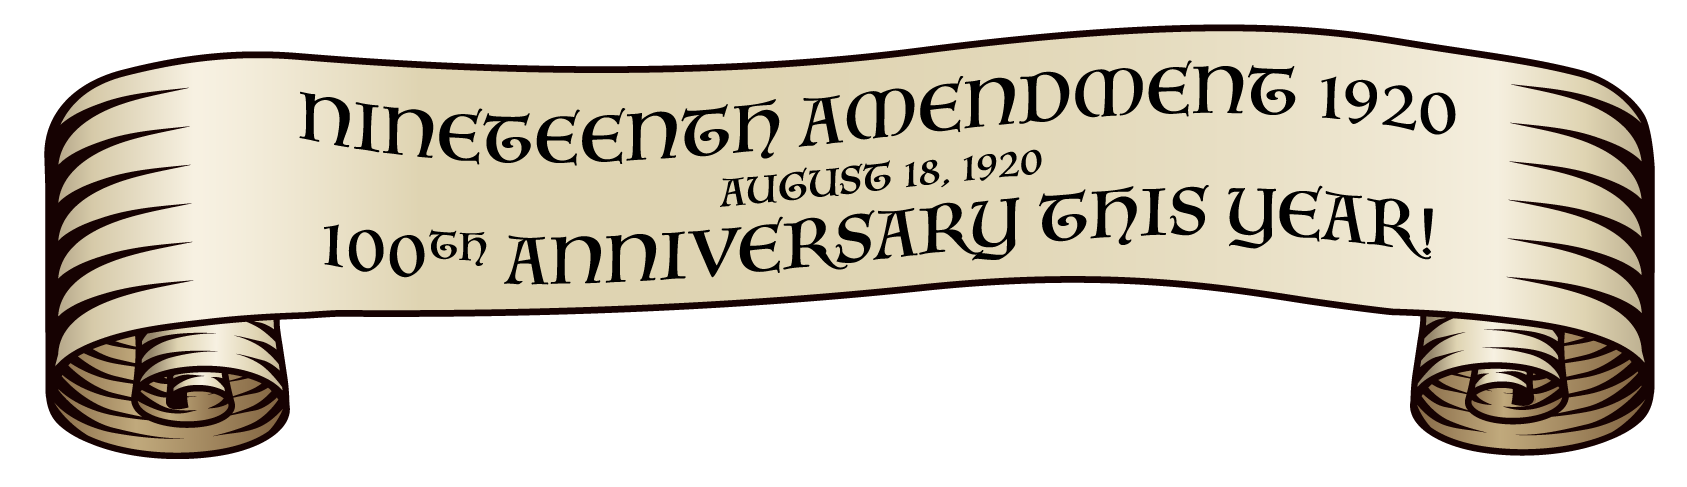 NINETEENTH AMENDMENT 1920
AUGUST 18, 1920
100TH ANNIVERSARY THIS YEAR!